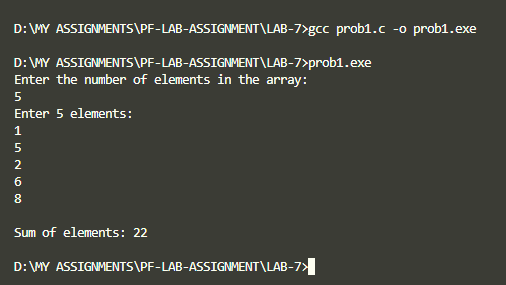 D:\MY ASSIGNMENTS\PF-LAB-ASSIGNMENT\LAB-7>gcc prob1.c -o prob1.exe
D:\MY ASSIGNMENTS\PF-LAB-ASSIGNMENT\LAB-7>prob1.exe
Enter the number of elements in the array:
5
Enter 5 elements:
1
5
2
6
8
Sum of elements: 22
D:\MY ASSIGNMENTS\PF-LAB-ASSIGNMENT\LAB-7>